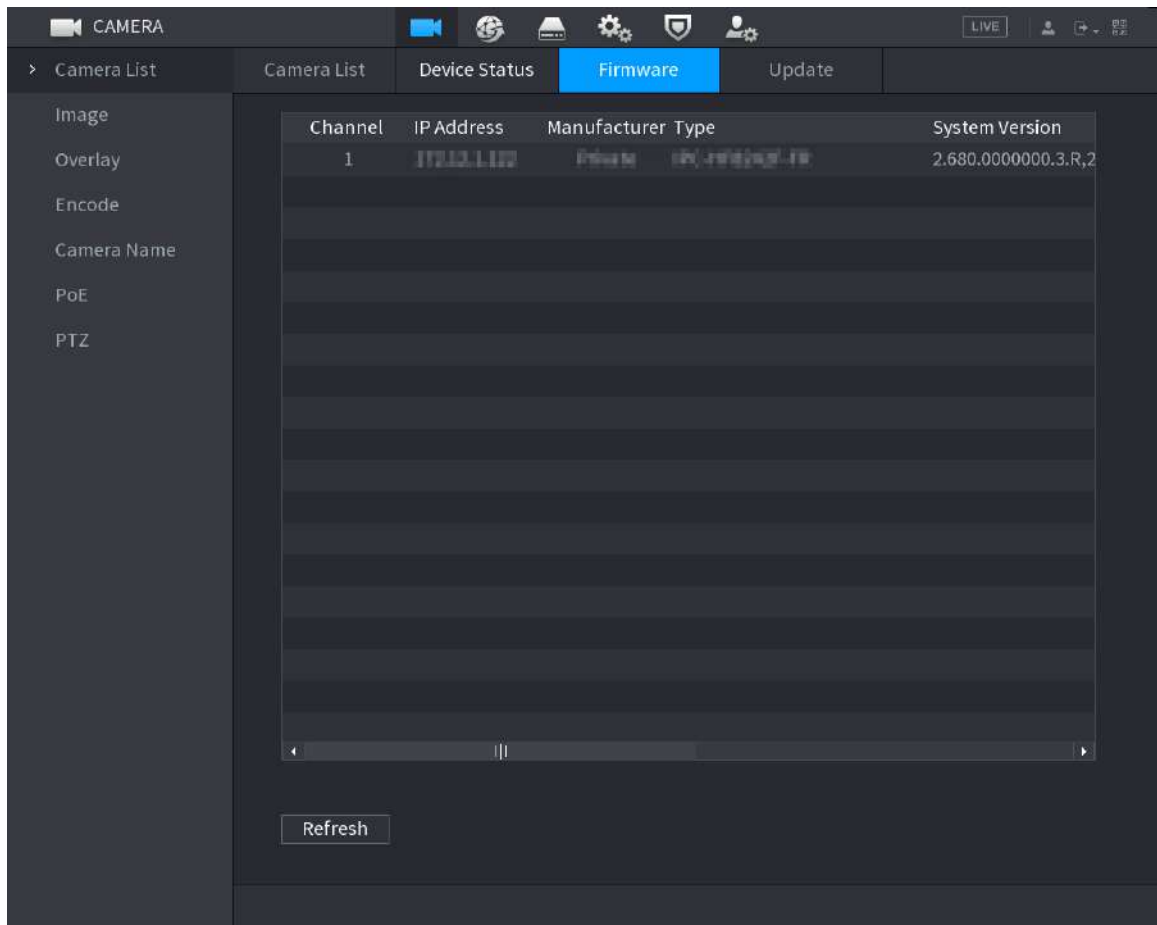 CAMERA
LIVE
Camera List
Camera List Device Status Firmware Update
Image
Overlay
Encode
Camera Name
PoE
PTZ
Channel IP Address Manufacturer Type System Version
1 2.680.0000000.3.R,2
Refresh